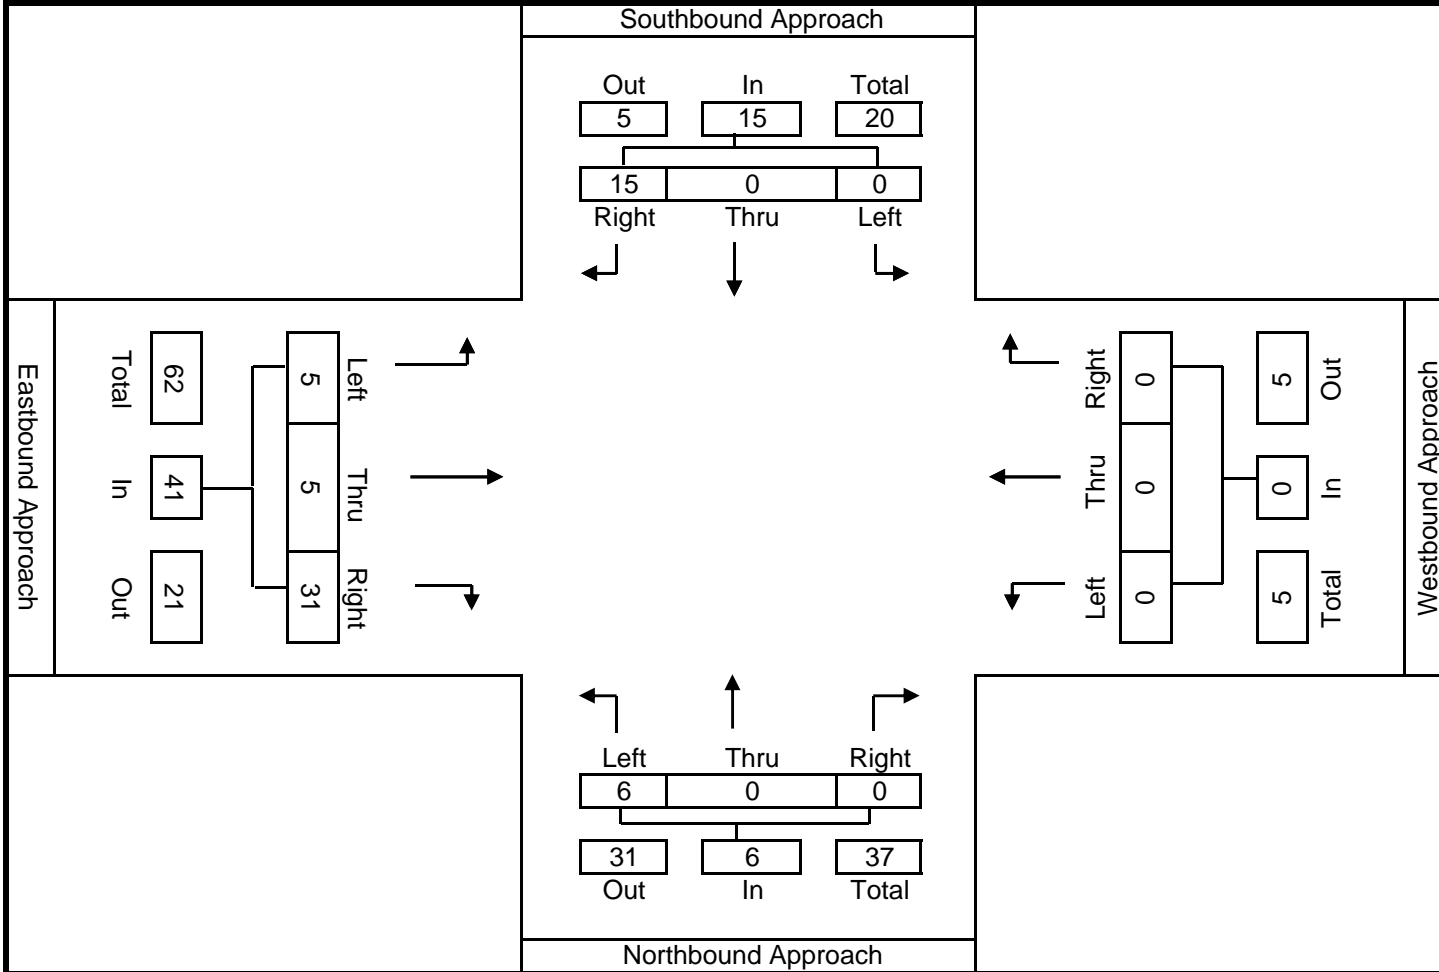 Southbound Approach
Out In Total
5 15 20
15 0 0
Right Thru Left
Eastbound Approach
Total In Out
62 41 21
5 5 31
Left Thru Right
Right Thru Left
0 0 0
5 0 5
Out In Total
Westbound Approach
Left Thru Right
6 0 0
31 6 37
Out In Total
Northbound Approach